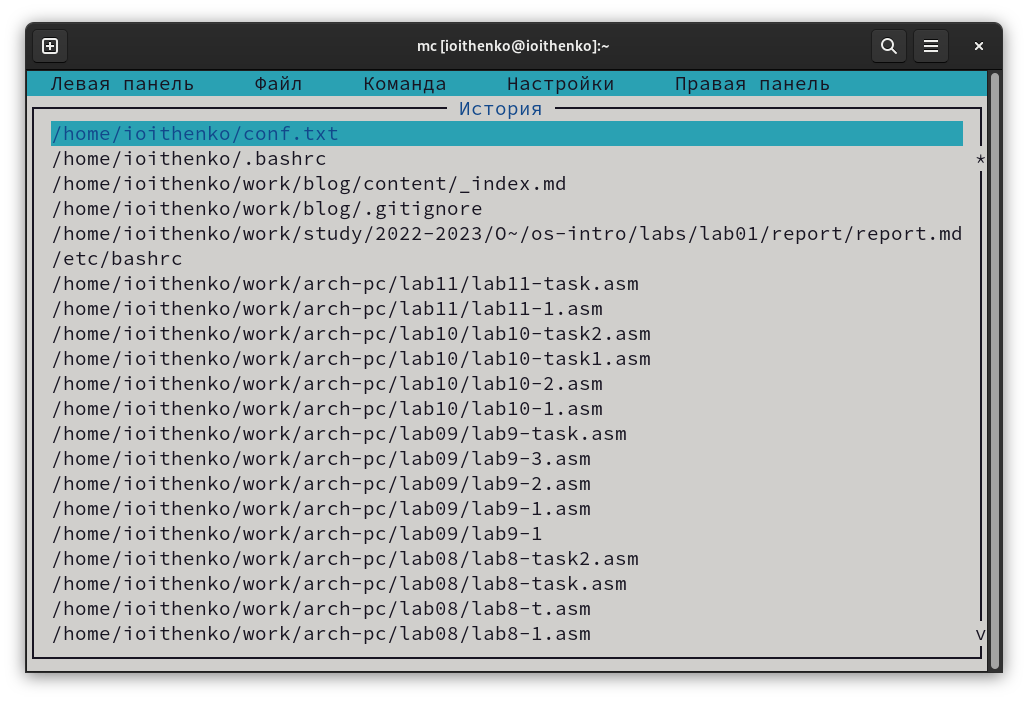 mc [ioithenko@ioithenko]:~
Левая панель Файл Команда Настройки Правая панель
История
/home/ioithenko/conf.txt
/home/ioithenko/.bashrc
*
/home/ioithenko/work/blog/content/_index.md
/home/ioithenko/work/blog/.gitignore
/home/ioithenko/work/study/2022-2023/О~/os-intro/labs/lab01/report/report.md
/etc/bashrc
/home/ioithenko/work/arch-pc/lab11/lab11-task.asm
/home/ioithenko/work/arch-pc/lab11/lab11-1.asm
/home/ioithenko/work/arch-pc/lab10/lab10-task2.asm
/home/ioithenko/work/arch-pc/lab10/lab10-task1.asm
/home/ioithenko/work/arch-pc/lab10/lab10-2.asm
/home/ioithenko/work/arch-pc/lab10/lab10-1.asm
/home/ioithenko/work/arch-pc/lab09/lab9-task.asm
/home/ioithenko/work/arch-pc/lab09/lab9-3.asm
/home/ioithenko/work/arch-pc/lab09/lab9-2.asm
/home/ioithenko/work/arch-pc/lab09/lab9-1.asm
/home/ioithenko/work/arch-pc/lab09/lab9-1
/home/ioithenko/work/arch-pc/lab08/lab8-task2.asm
/home/ioithenko/work/arch-pc/lab08/lab8-task.asm
/home/ioithenko/work/arch-pc/lab08/lab8-t.asm
/home/ioithenko/work/arch-pc/lab08/lab8-1.asm
v